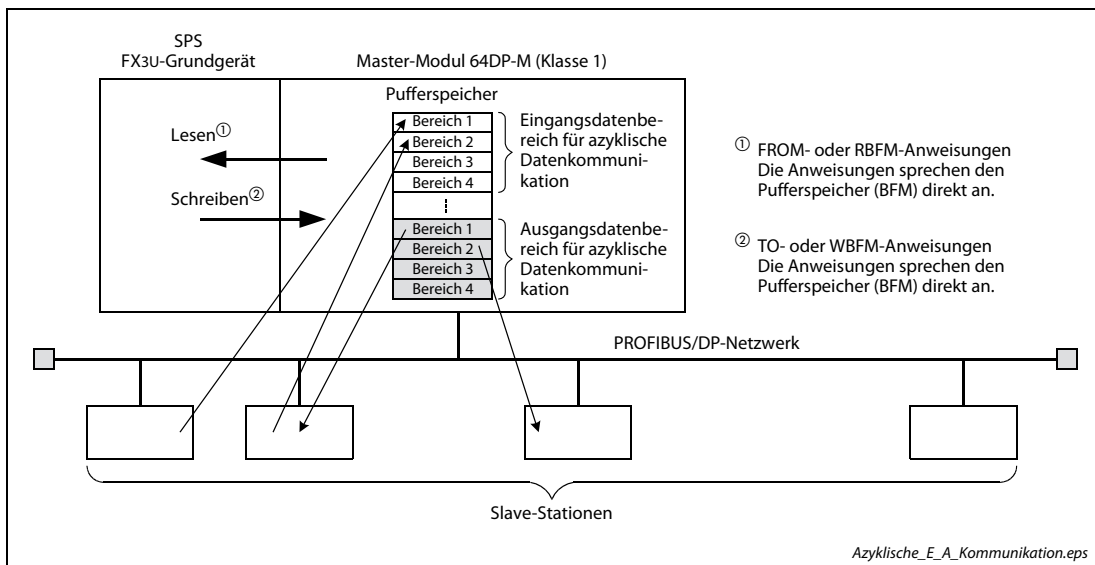 SPS
FX3U-Grundgerät
Master-Modul 64DP-M (Klasse 1)
Pufferspeicher
Lesen①
Schreiben②
Bereich 1
Bereich 2
Bereich 3
Bereich 4
Eingangsdatenbe-
reich für azyklische
Datenkommuni-
kation
Bereich 1
Bereich 2
Bereich 3
Bereich 4
Ausgangsdatenbe-
reich für azyklische
Datenkommuni-
kation
① FROM- oder RBFM-Anweisungen
Die Anweisungen sprechen den
Pufferspeicher (BFM) direkt an.
② TO- oder WBFM-Anweisungen
Die Anweisungen sprechen den
Pufferspeicher (BFM) direkt an.
PROFIBUS/DP-Netzwerk
Slave-Stationen
Azyklische_E_A_Kommunikation.eps